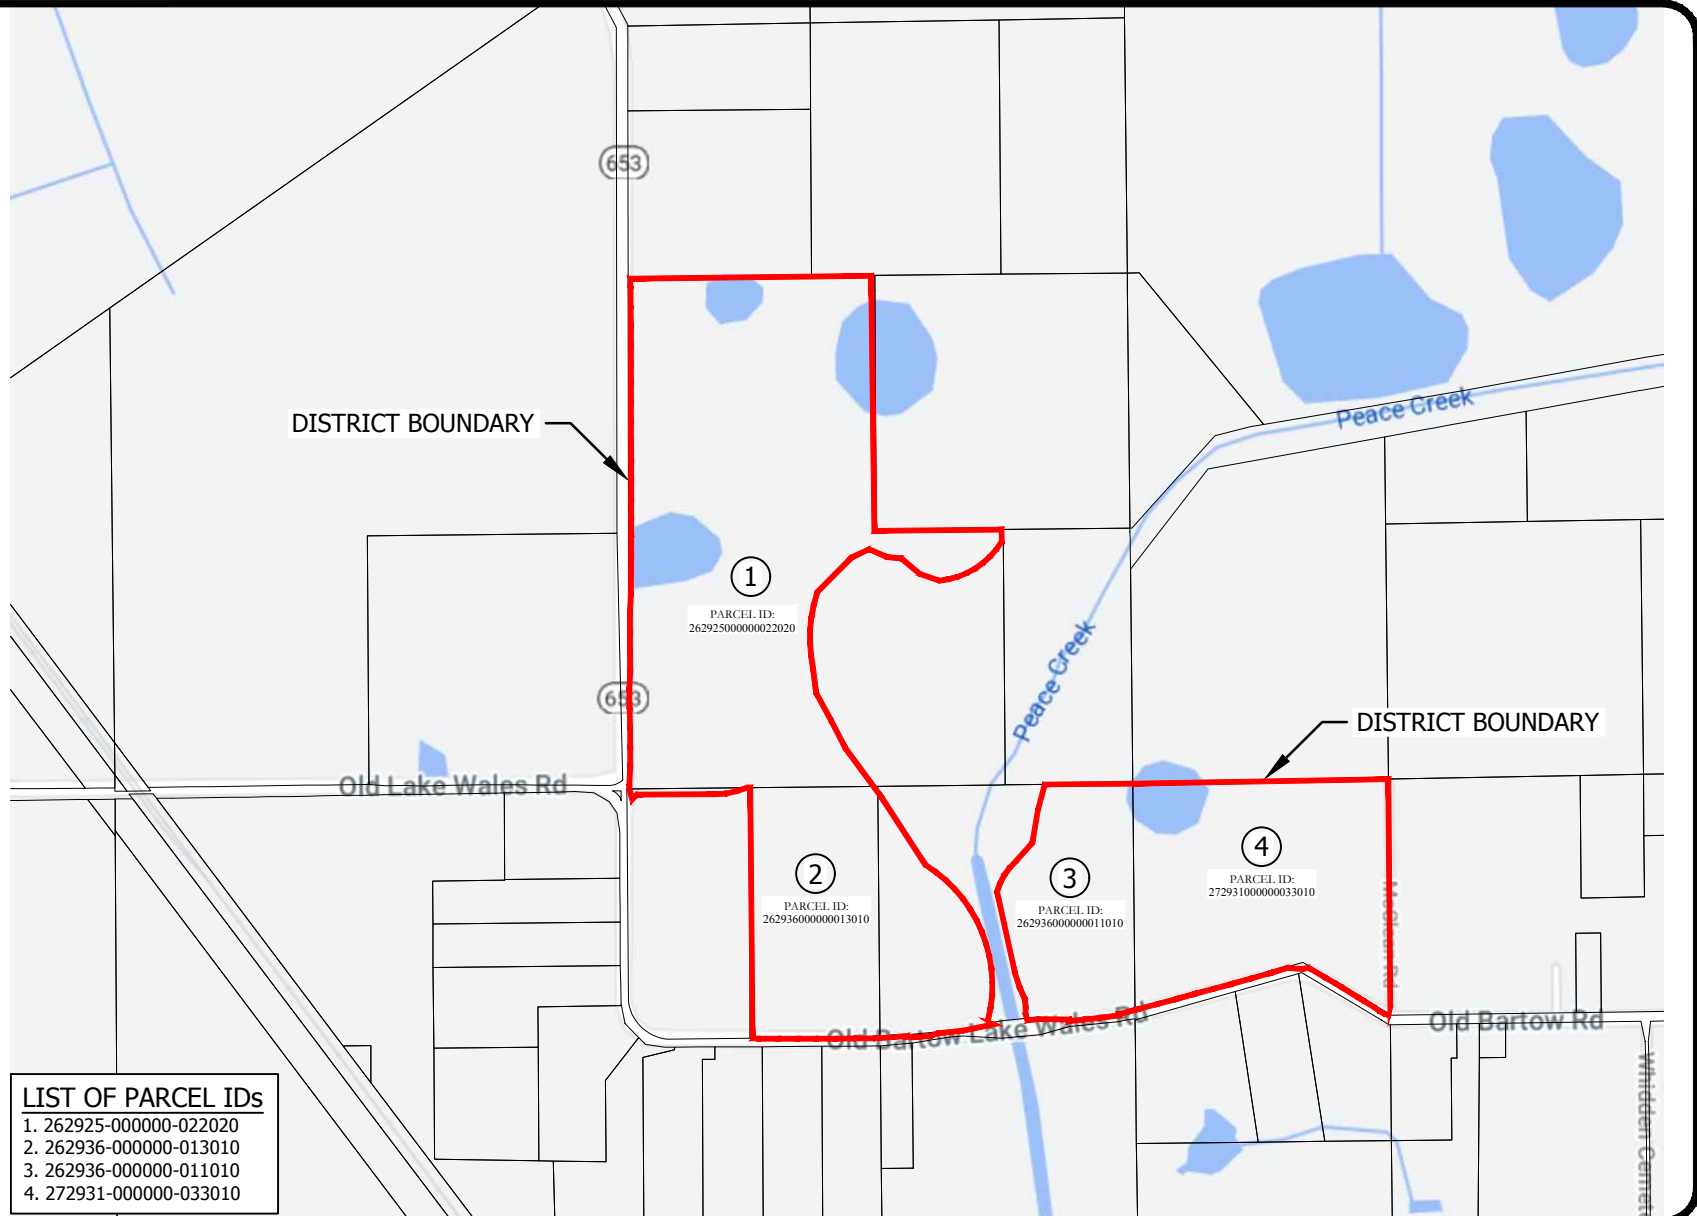 653
DISTRICT BOUNDARY
Peace Creek
1
PARCEL ID:
262925000000022020
Peace Creek
653
DISTRICT BOUNDARY
Old Lake Wales Rd
2
PARCEL ID:
262936000000013010
3
PARCEL ID:
262936000000011010
4
PARCEL ID:
272931000000033010
McClean Rd
Old Bartow Lake Wales Rd
Old Bartow Rd
LIST OF PARCEL IDs
1. 262925-000000-022020
2. 262936-000000-013010
3. 262936-000000-011010
4. 272931-000000-033010
Whidden